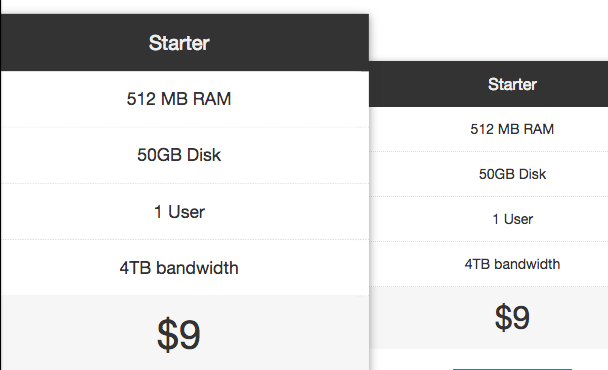 Starter
512 MB RAM
50GB Disk
1 User
4TB bandwidth
$9
Starter
512 MB RAM
50GB Disk
1 User
4TB bandwidth
$9